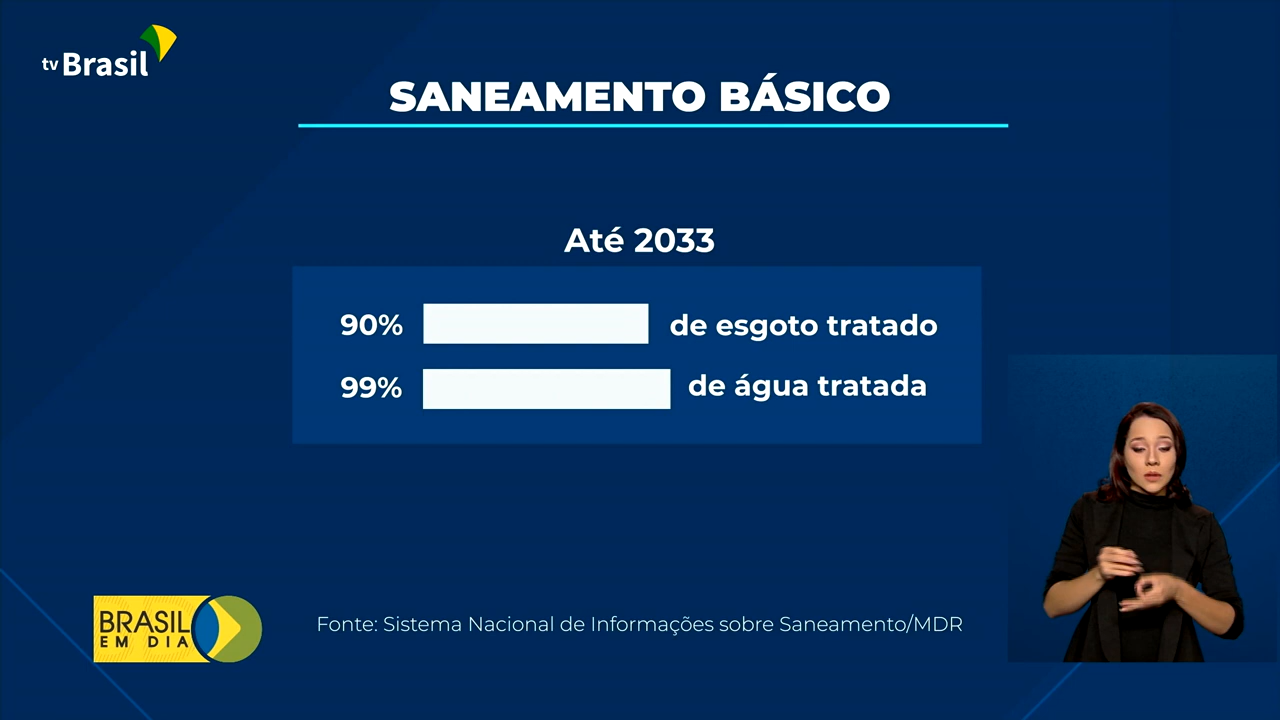 tv Brasil
SANEAMENTO BÁSICO
Até 2033
90% de esgoto tratado
99% de água tratada
BRASIL
EM DIA
Fonte: Sistema Nacional de Informações sobre Saneamento/MDR